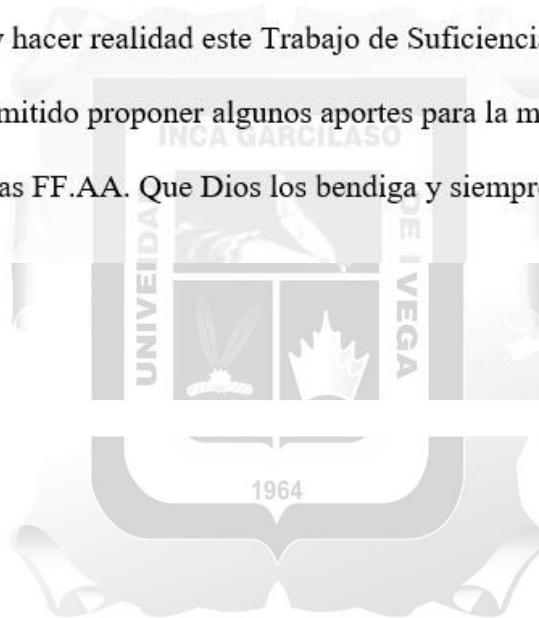 y hacer realidad este Trabajo de Suficiencia
mitido proponer algunos aportes para la m
INCA GARCILASO
as FF.AA. Que Dios los bendiga y siempre
UNIVE
DA
DE
VEGA
1964